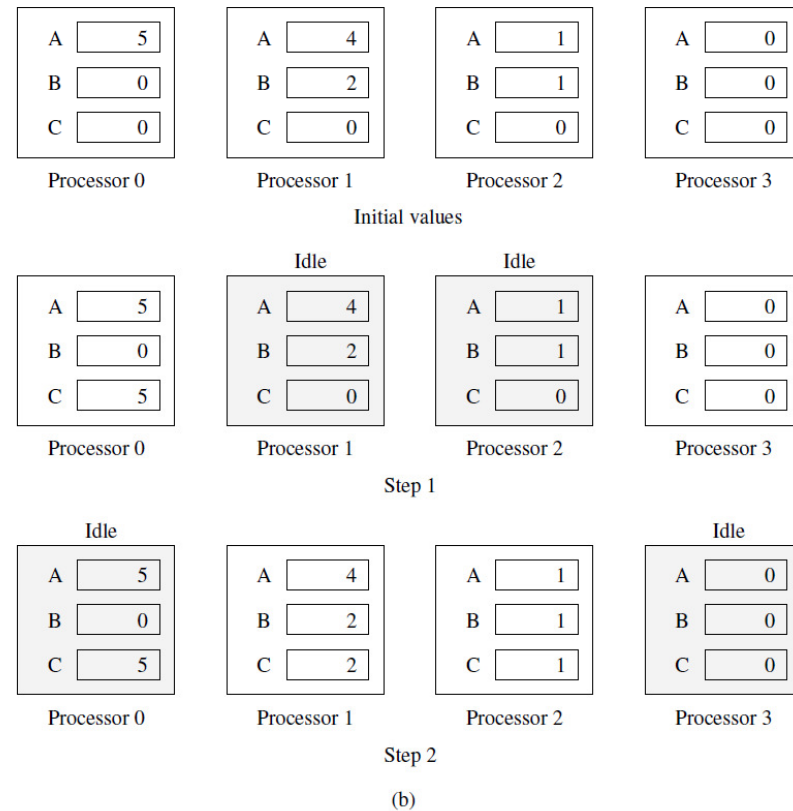 A 5 A 4 A 1 A 0
B 0 B 2 B 1 B 0
C 0 C 0 C 0 C 0
Processor 0 Processor 1 Processor 2 Processor 3
Initial values
Idle Idle
A 5 A 4 A 1 A 0
B 0 B 2 B 1 B 0
C 5 C 0 C 0 C 0
Processor 0 Processor 1 Processor 2 Processor 3
Step 1
Idle Idle
A 5 A 4 A 1 A 0
B 0 B 2 B 1 B 0
C 5 C 2 C 1 C 0
Processor 0 Processor 1 Processor 2 Processor 3
Step 2
(b)